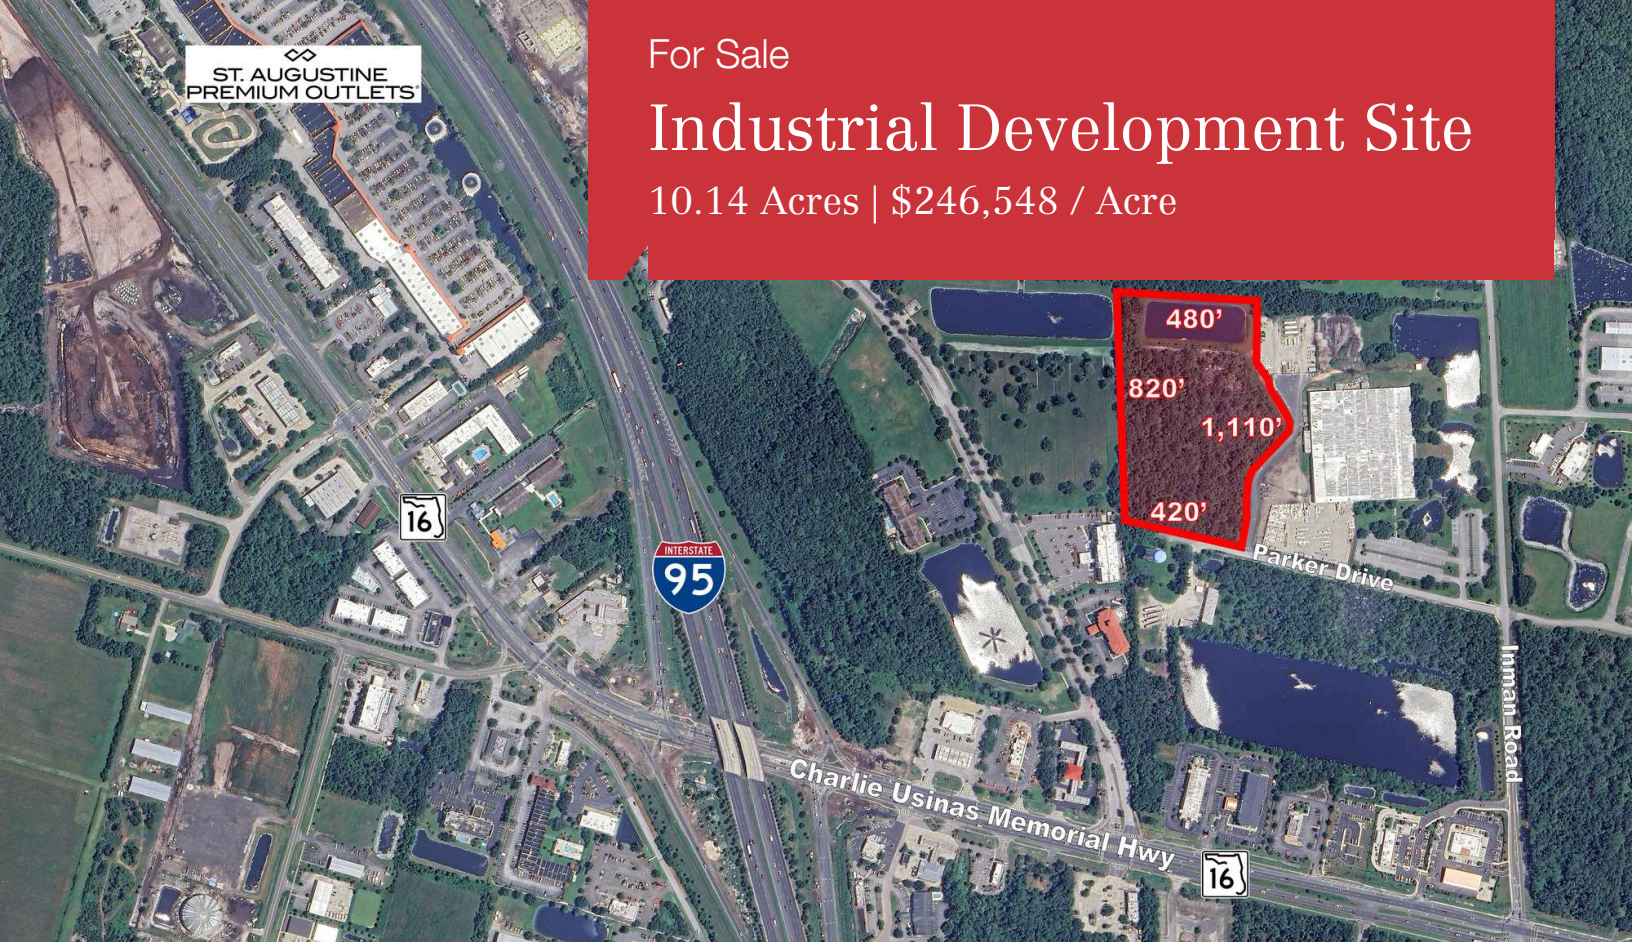 ST. AUGUSTINE
PREMIUM OUTLETS®
For Sale
Industrial Development Site
10.14 Acres | $246,548 / Acre
480’
820’
1,110’
420’
16
INTERSTATE
95
Parker Drive
Inman Road
Charlie Usinas Memorial Hwy
16